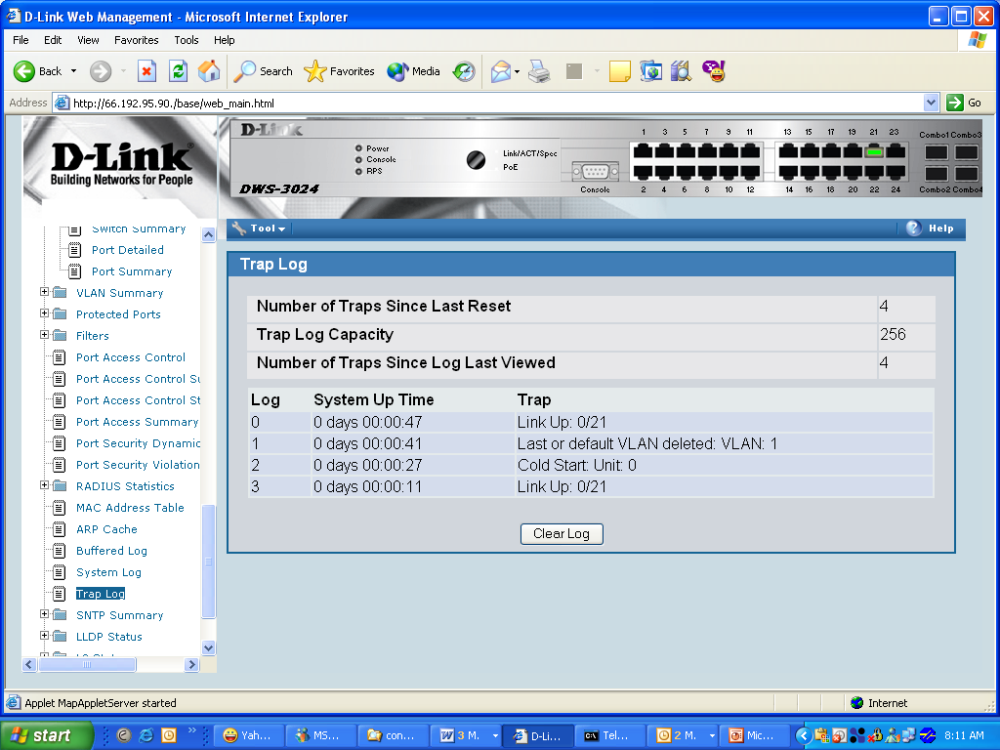 D-Link Web Management - Microsoft Internet Explorer
File Edit View Favorites Tools Help
Back Search Favorites Media
Address http://66.192.95.90./base/web_main.html Go
D-Link
Building Networks for People
D-Link
Power
Console
RPS
Link/ACT/Spec
PoE
DWS-3024
Console
1 3 5 7 9 11 13 15 17 19 21 23 Combo1 Combo3
2 4 6 8 10 12 14 16 18 20 22 24 Combo2 Combo4
Tool Help
Switch Summary
Port Detailed
Port Summary
VLAN Summary
Protected Ports
Filters
Port Access Control
Port Access Control Su
Port Access Control St
Port Access Summary
Port Security Dynamic
Port Security Violation
RADIUS Statistics
MAC Address Table
ARP Cache
Buffered Log
System Log
Trap Log
SNTP Summary
LLDP Status
Trap Log
Number of Traps Since Last Reset 4
Trap Log Capacity 256
Number of Traps Since Log Last Viewed 4
Log System Up Time Trap
0 0 days 00:00:47 Link Up: 0/21
1 0 days 00:00:41 Last or default VLAN deleted: VLAN: 1
2 0 days 00:00:27 Cold Start: Unit: 0
3 0 days 00:00:11 Link Up: 0/21
Clear Log
Applet MapAppletServer started Internet
start Yah... MS... con... 3 M. D-Li... Tel... 2 M. Mic... 8:11 AM